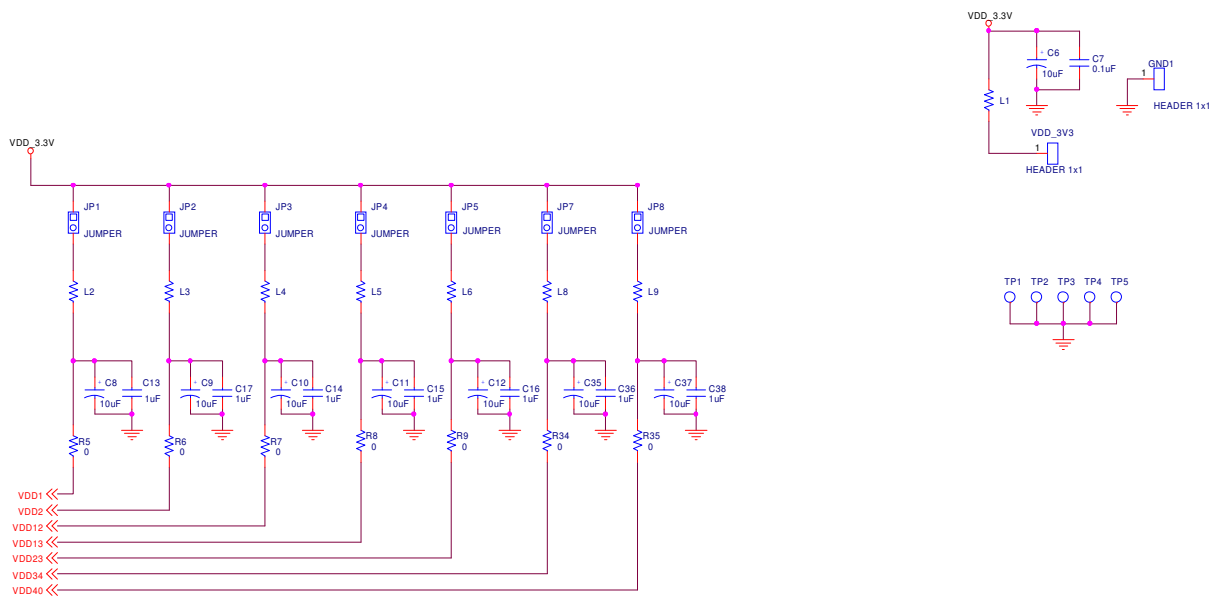 VDD_3.3V
C6
10uF
C7
0.1uF
GND1
1
HEADER 1x1
L1
VDD_3V3
1
HEADER 1x1
VDD_3.3V
JP1 JP2 JP3 JP4 JP5 JP7 JP8
JUMPER JUMPER JUMPER JUMPER JUMPER JUMPER JUMPER
L2 L3 L4 L5 L6 L8 L9
TP1 TP2 TP3 TP4 TP5
+ C8 C13 + C9 C17 + C10 C14 + C11 C15 + C12 C16 + C35 C36 + C37 C38
10uF 1uF 10uF 1uF 10uF 1uF 10uF 1uF 10uF 1uF 10uF 1uF 10uF 1uF
R5 R6 R7 R8 R9 R34 R35
0 0 0 0 0 0 0
VDD1
VDD2
VDD12
VDD13
VDD23
VDD34
VDD40